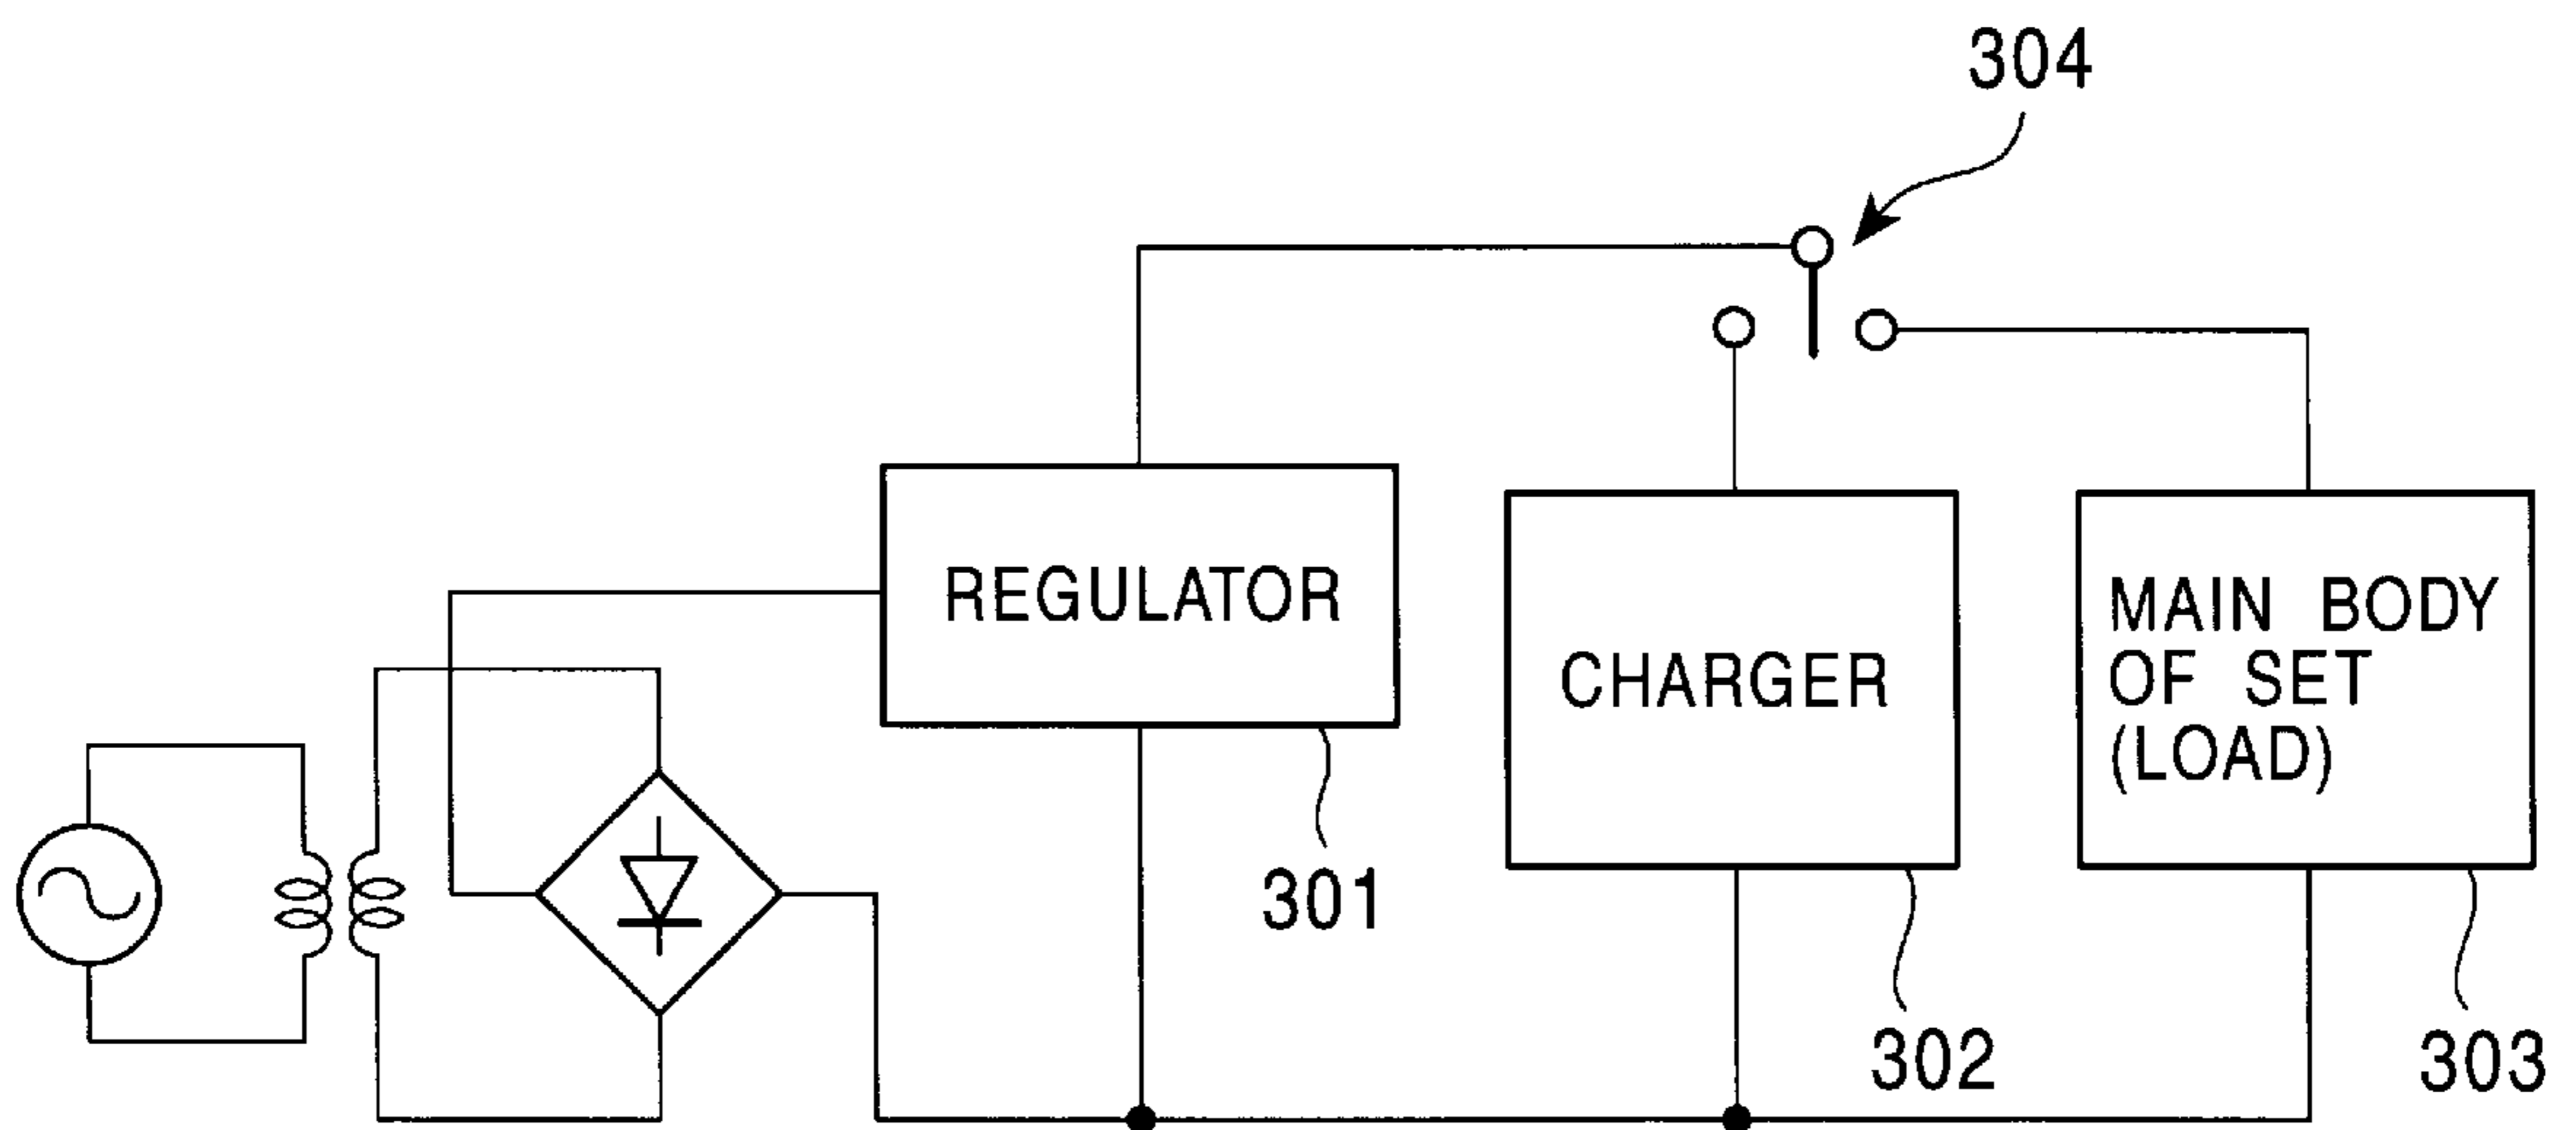 304
REGULATOR
CHARGER
MAIN BODY
OF SET
(LOAD)
301
302
303